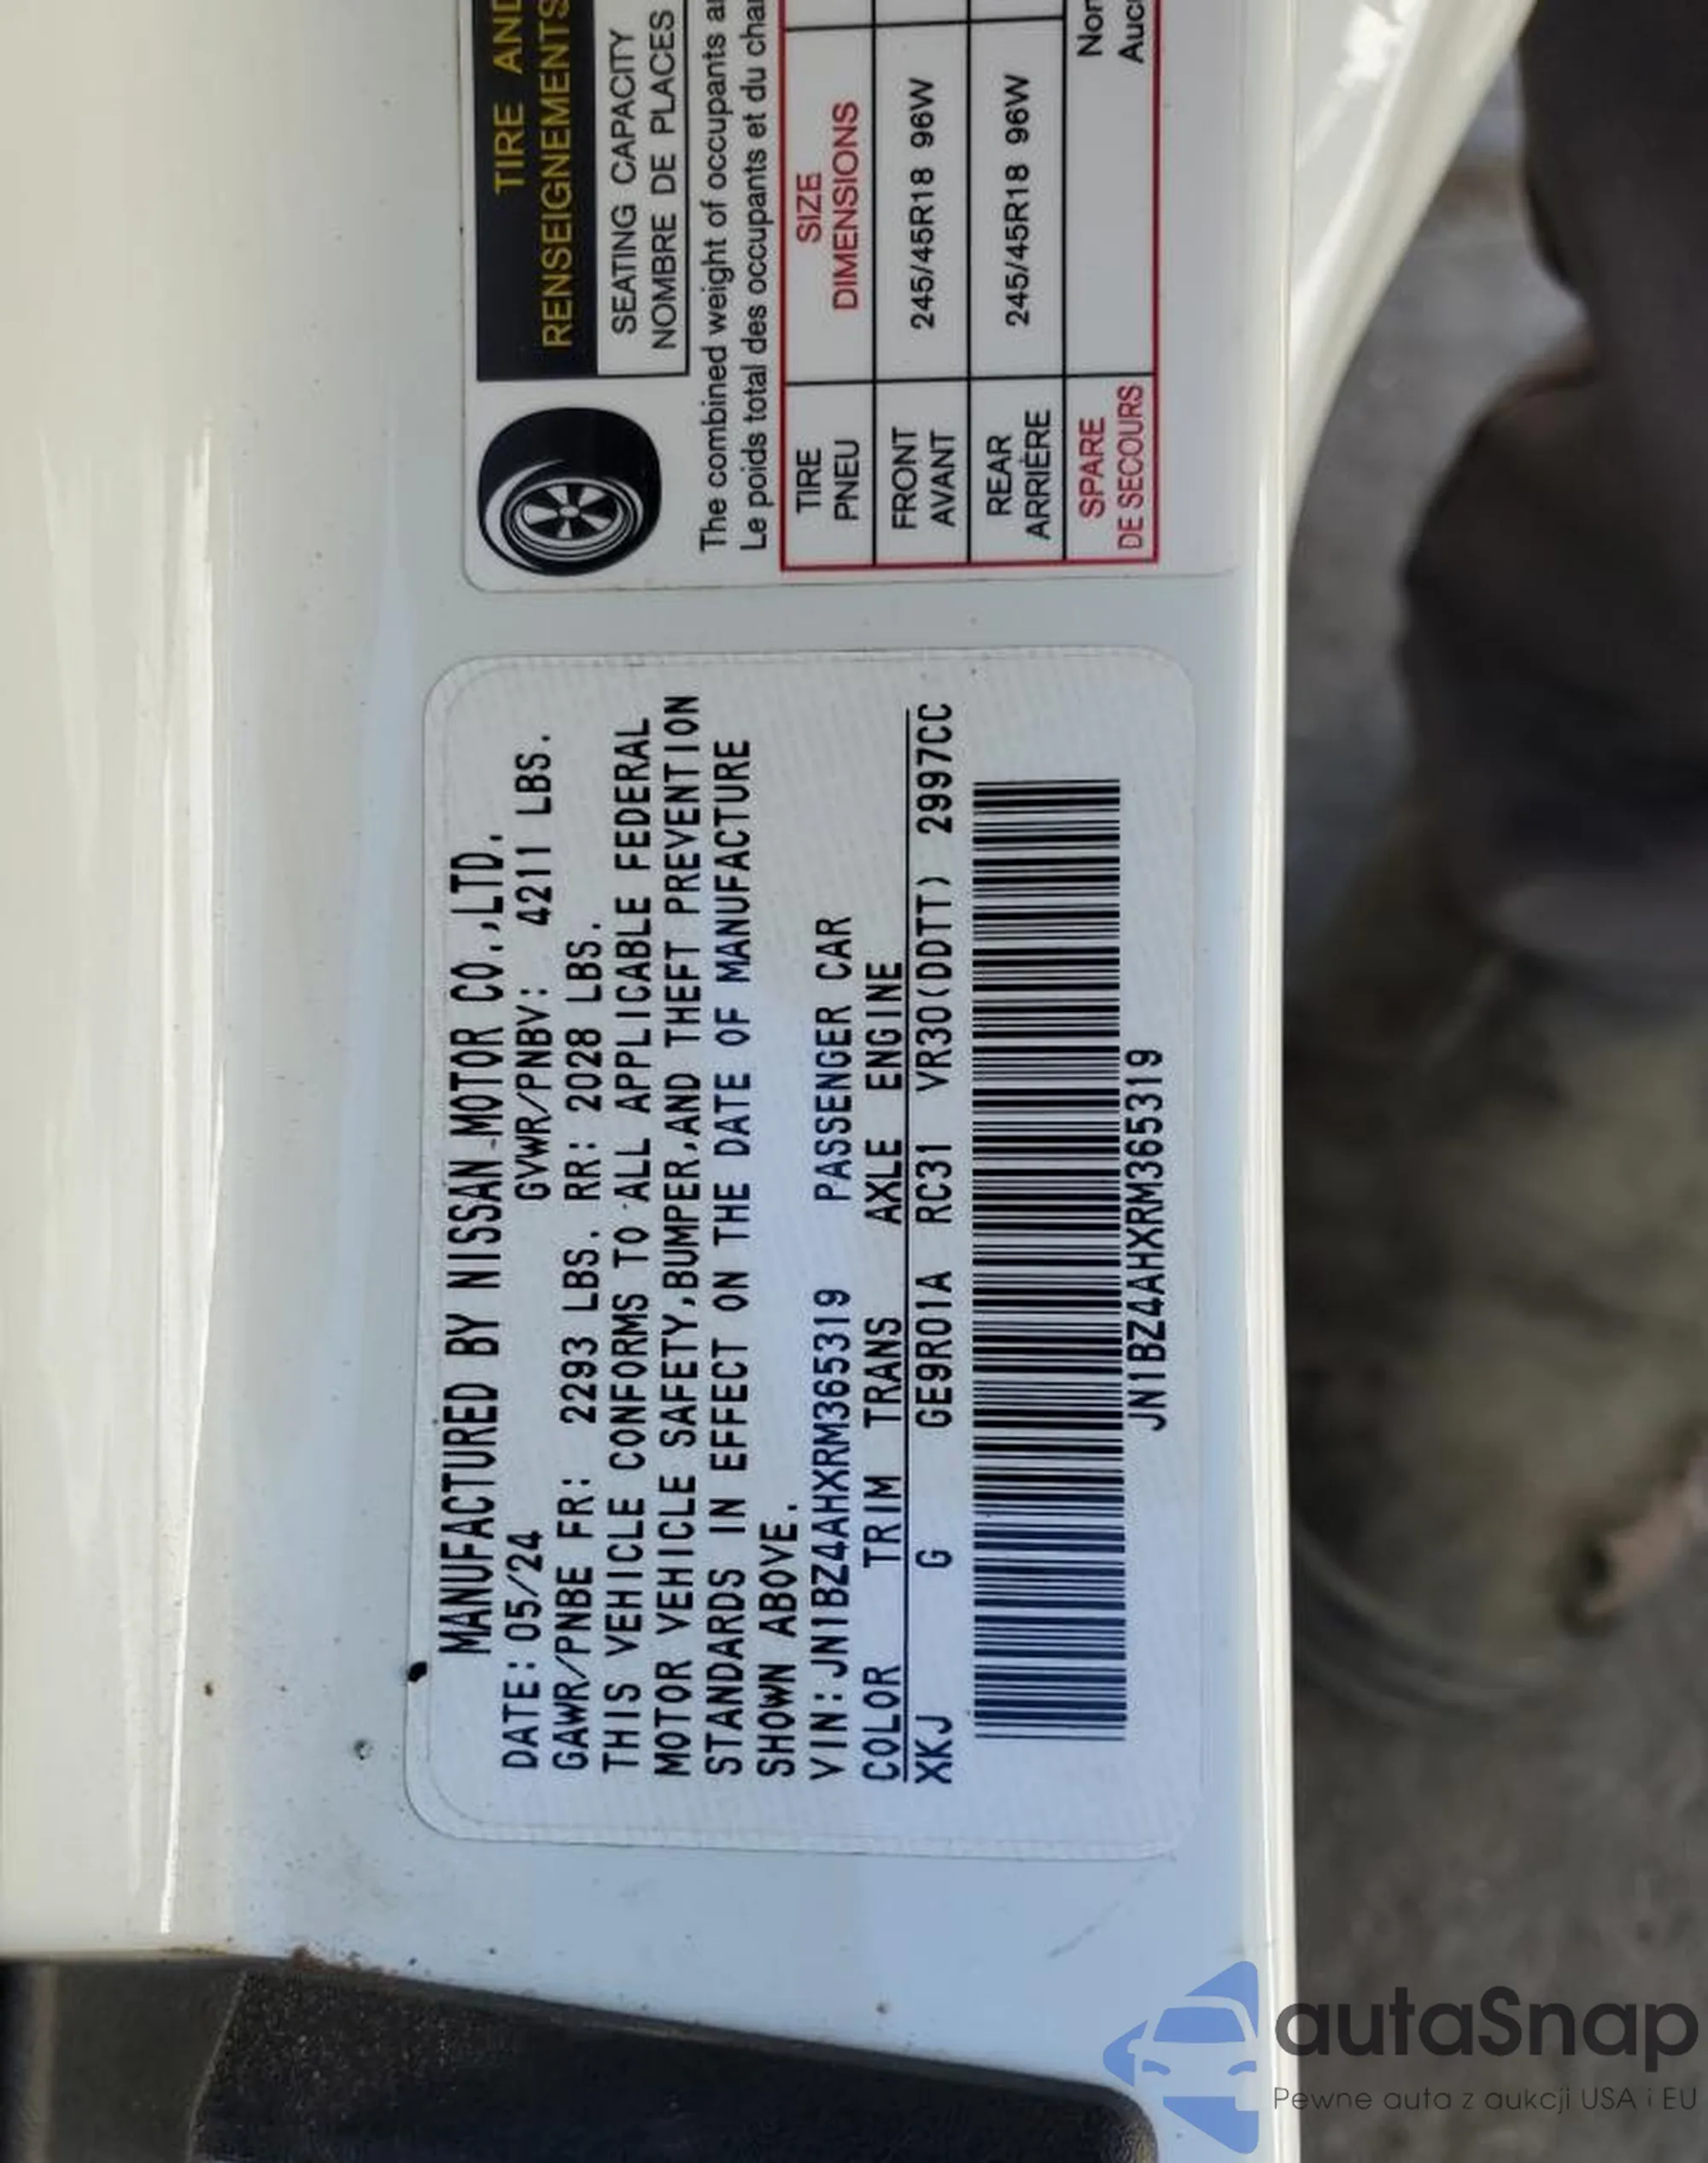 MANUFACTURED BY NISSAN MOTOR CO.,LTD.
DATE:05/24 GVWR/PNBV: 4211 LBS.
GAWR/PNBE FR: 2293 LBS. RR: 2028 LBS.
THIS VEHICLE CONFORMS TO ALL APPLICABLE FEDERAL
MOTOR VEHICLE SAFETY,BUMPER,AND THEFT PREVENTION
STANDARDS IN EFFECT ON THE DATE OF MANUFACTURE
SHOWN ABOVE.
VIN:JN1BZ4AHXRM365319 PASSENGER CAR
COLOR TRIM TRANS AXLE ENGINE
XKJ G GE9R01A RC31 VR30(DDTT) 2997CC
JN1BZ4AHXRM365319
TIRE AND
RENSEIGNEMENTS
SEATING CAPACITY
NOMBRE DE PLACES
The combined weight of occupants
Le poids total des occupants et du
TIRE SIZE
PNEU DIMENSIONS
FRONT
AVANT 245/45R18 96W
REAR
ARRIÈRE 245/45R18 96W
SPARE
DE SECOURS
autaSnap
Pewne auta z aukcji USA i EU